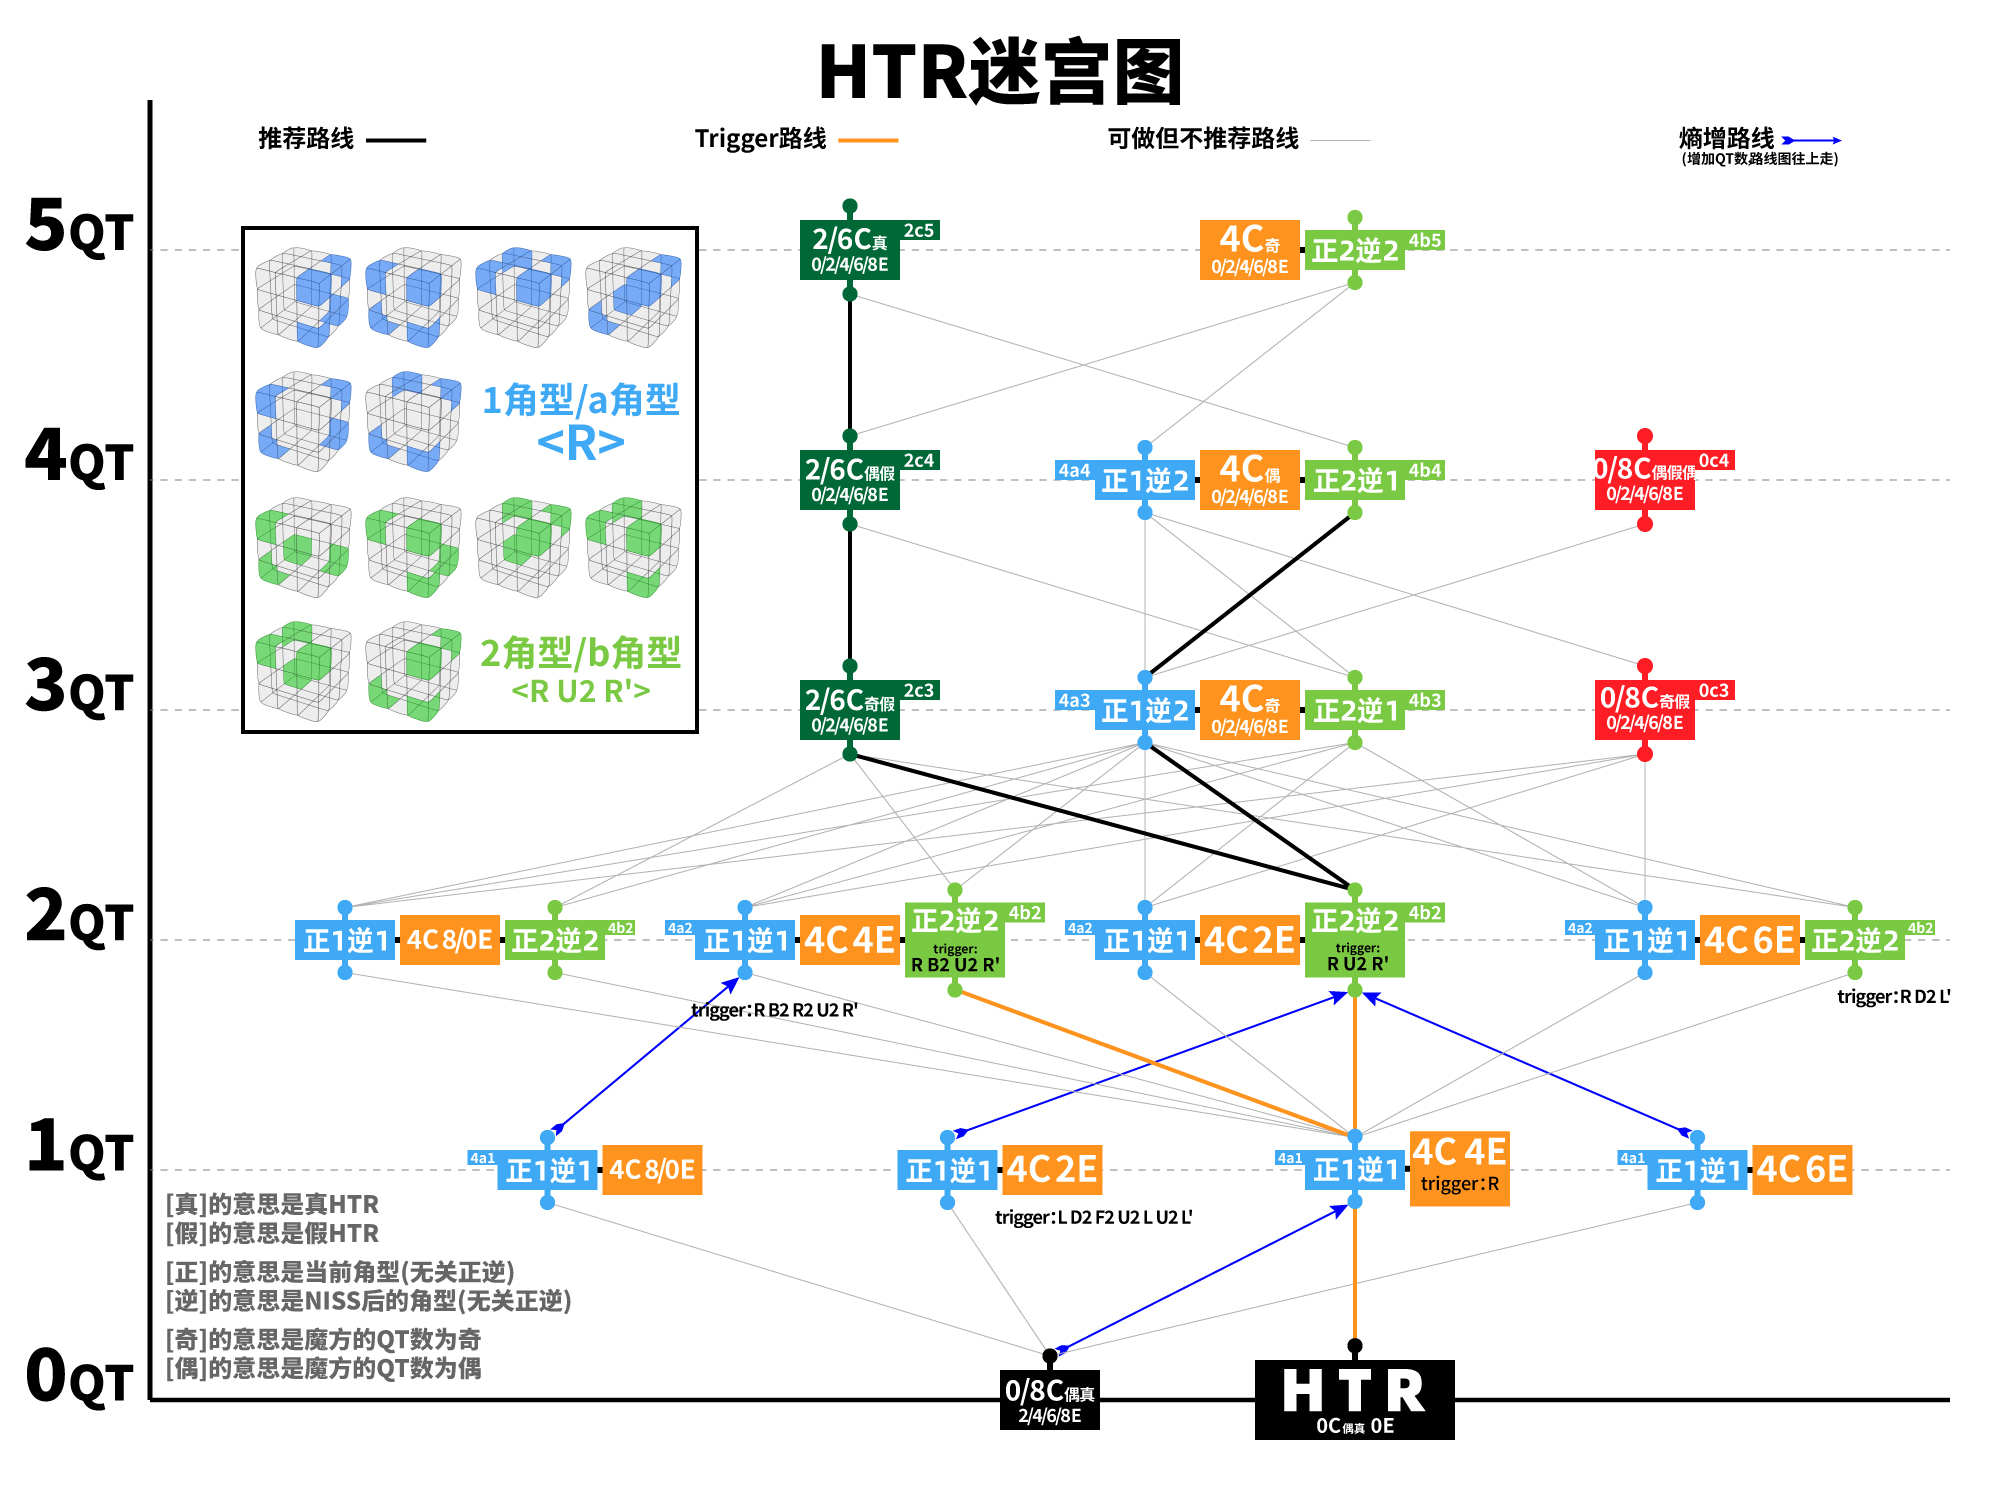 HTR迷宫图
推荐路线
Trigger路线
可做但不推荐路线
熵增路线
(增加QT数,路线图往上走)
5QT
2/6C真 2c5
0/2/4/6/8E
4C奇
0/2/4/6/8E
正2逆2 4b5
1角型/a角型
<R>
2角型/b角型
<R U2 R'>
4QT
2/6C偶假 2c4
0/2/4/6/8E
4a4 正1逆2
4C偶
0/2/4/6/8E
正2逆1 4b4
0/8C偶假偶 0c4
0/2/4/6/8E
3QT
2/6C奇假 2c3
0/2/4/6/8E
4a3 正1逆2
4C奇
0/2/4/6/8E
正2逆1 4b3
0/8C奇假 0c3
0/2/4/6/8E
2QT
正1逆1
4C 8/0E
正2逆2 4b2
4a2 正1逆1
4C 4E
正2逆2 4b2
trigger:
R B2 U2 R'
4a2 正1逆1
4C 2E
正2逆2 4b2
trigger:
R U2 R'
4a2 正1逆1
4C 6E
正2逆2 4b2
trigger:R B2 R2 U2 R'
trigger:R D2 L'
1QT
4a1 正1逆1
4C 8/0E
正1逆1
4C 2E
trigger:L D2 F2 U2 L U2 L'
4a1 正1逆1
4C 4E
trigger:R
4a1 正1逆1
4C 6E
[真]的意思是真HTR
[假]的意思是假HTR
[正]的意思是当前角型(无关正逆)
[逆]的意思是NISS后的角型(无关正逆)
[奇]的意思是魔方的QT数为奇
[偶]的意思是魔方的QT数为偶
0QT
0/8C偶真
2/4/6/8E
HTR
0C偶真 0E